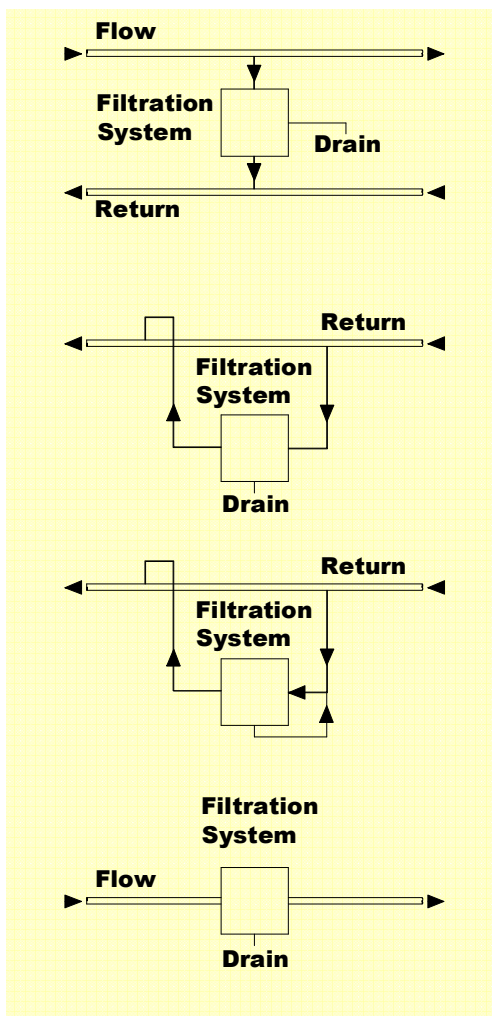 Flow
Filtration
System
Drain
Return
Return
Filtration
System
Drain
Return
Filtration
System
Filtration
System
Flow
Drain